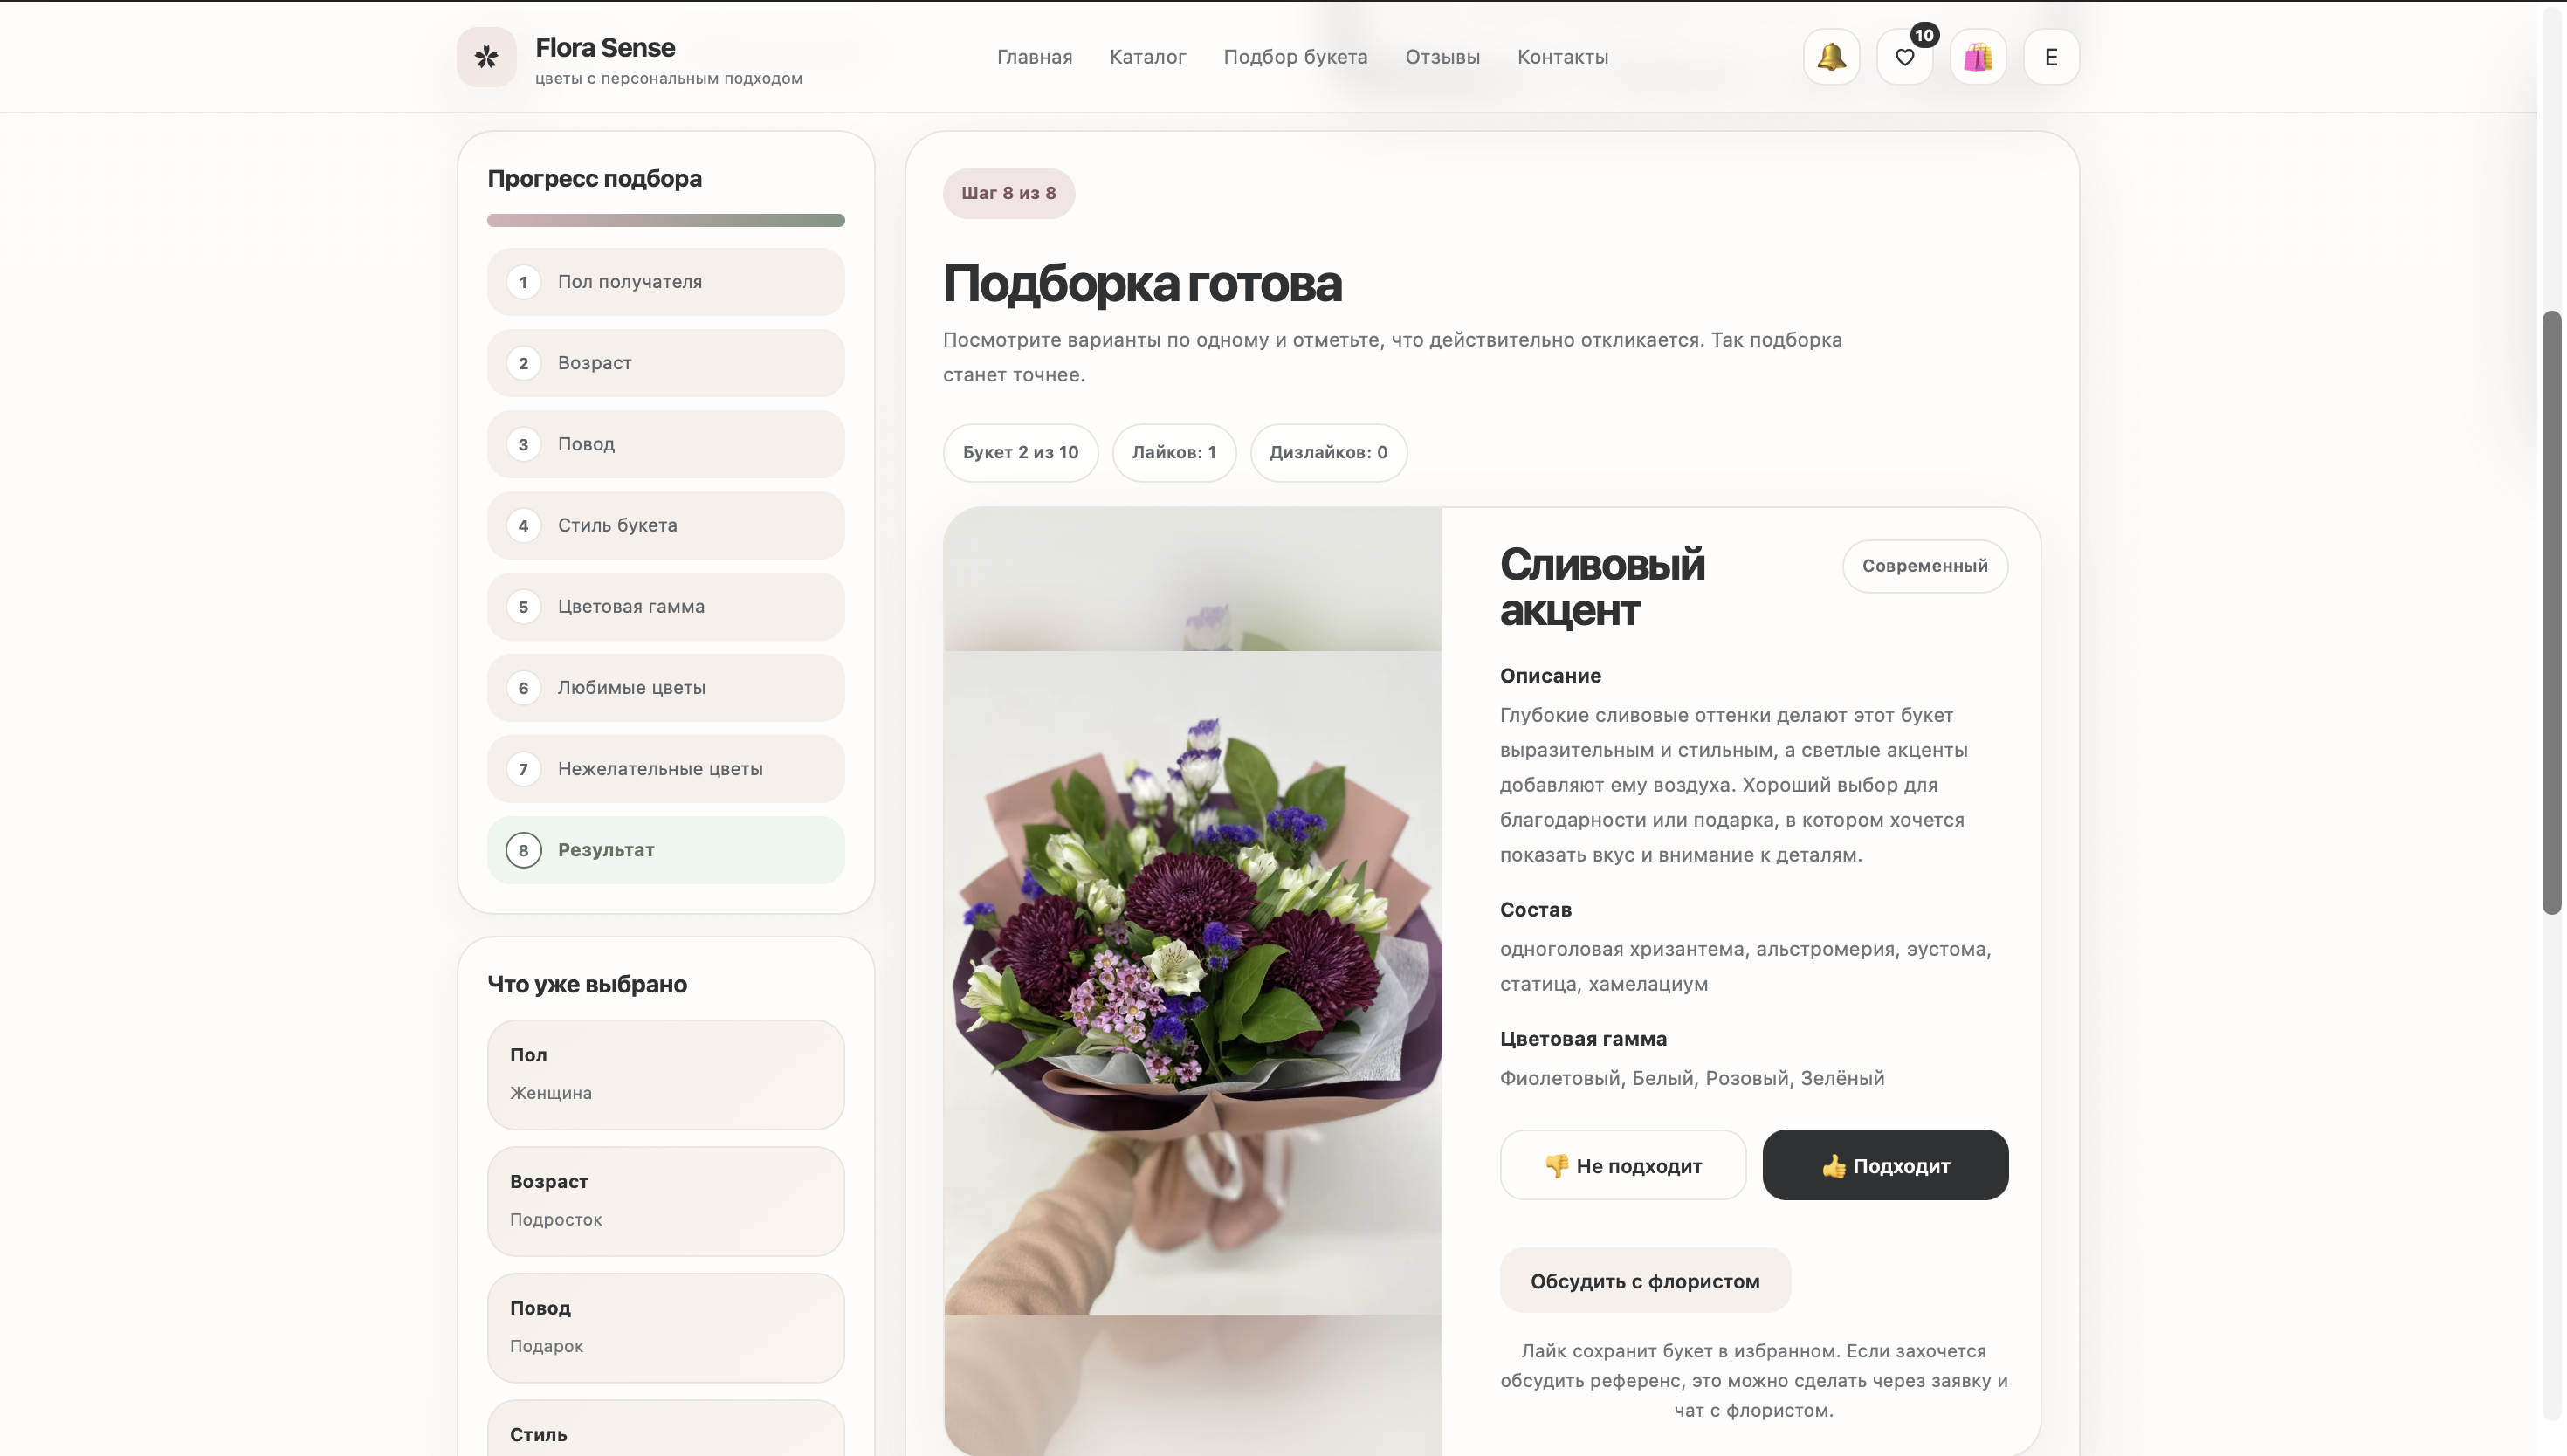 Flora Sense
цветы с персональным подходом
Главная
Каталог
Подбор букета
Отзывы
Контакты
10
E
Прогресс подбора
1 Пол получателя
2 Возраст
3 Повод
4 Стиль букета
5 Цветовая гамма
6 Любимые цветы
7 Нежелательные цветы
8 Результат
Что уже выбрано
Пол
Женщина
Возраст
Подросток
Повод
Подарок
Стиль
Шаг 8 из 8
Подборка готова
Посмотрите варианты по одному и отметьте, что действительно откликается. Так подборка
станет точнее.
Букет 2 из 10
Лайков: 1
Дизлайков: 0
Сливовый
акцент
Современный
Описание
Глубокие сливовые оттенки делают этот букет
выразительным и стильным, а светлые акценты
добавляют ему воздуха. Хороший выбор для
благодарности или подарка, в котором хочется
показать вкус и внимание к деталям.
Состав
одноголовая хризантема, альстромерия, эустома,
статица, хамелациум
Цветовая гамма
Фиолетовый, Белый, Розовый, Зелёный
👎 Не подходит
👍 Подходит
Обсудить с флористом
Лайк сохранит букет в избранном. Если захочется
обсудить референс, это можно сделать через заявку и
чат с флористом.